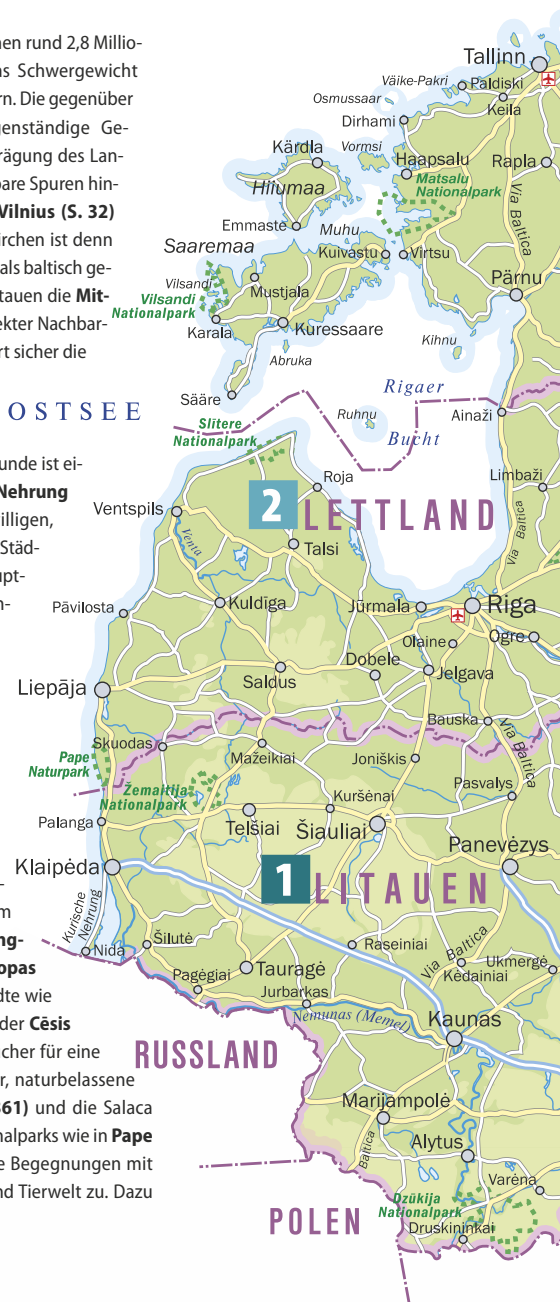 en rund 2,8 Millio-
s Schwergewicht
rn. Die gegenüber
genständige Ge-
rägung des Lan-
bare Spuren hin-
Vilnius (S. 32)
irchen ist denn
als baltisch ge-
tauen die Mit-
ekter Nachbar-
rt sicher die
OSTSEE
unde ist ei-
Nehrung
villigen,
Städ-
upt-
n-
-
m
ng-
opas
dte wie
der Cēsis
cher für eine
r, naturbelassene
361) und die Salaca
nalparks wie in Pape
e Begegnungen mit
nd Tierwelt zu. Dazu
Tallinn
Väike-Pakri
Paldiski
Osmussaar
Keila
Dirhami
Kärdla
Vormsi
Haapsalu
Rapla
Matsalu
Nationalpark
Hiiumaa
Via Baltica
Emmaste
Muhu
Saaremaa
Kuivastu
Virtsu
Vilsandi
Mustjala
Pärnu
Vilsandi
Nationalpark
Karala
Kuressaare
Kihnu
Abruka
Sääre
Rigaer
Bucht
Ruhnu
Ainaži
Slitere
Nationalpark
Roja
Limbaži
2
LETTLAND
Ventspils
Via Baltica
Venta
Talsi
Pāvilosta
Kuldīga
Jūrmala
Riga
Olaine
Ogre
Dobele
Saldus
Jelgava
Liepāja
Bauska
Via Baltica
Skuodas
Pape
Naturpark
Mažeikiai
Joniškis
Žemaitija
Nationalpark
Kuršėnai
Pasvalys
Palanga
Telšiai
Šiauliai
Panevėzys
Klaipėda
1
LITAUEN
Kurische
Nehrung
Nida
Šilutė
Raseiniai
Via Baltica
Ukmergė
Kėdainiai
Pagėgiai
Tauragė
Jurbarkas
Nemunas (Memel)
Kaunas
RUSSLAND
Marijampolė
Baltica
Alytus
Varėna
Dzūkija
Nationalpark
Druskininkai
POLEN